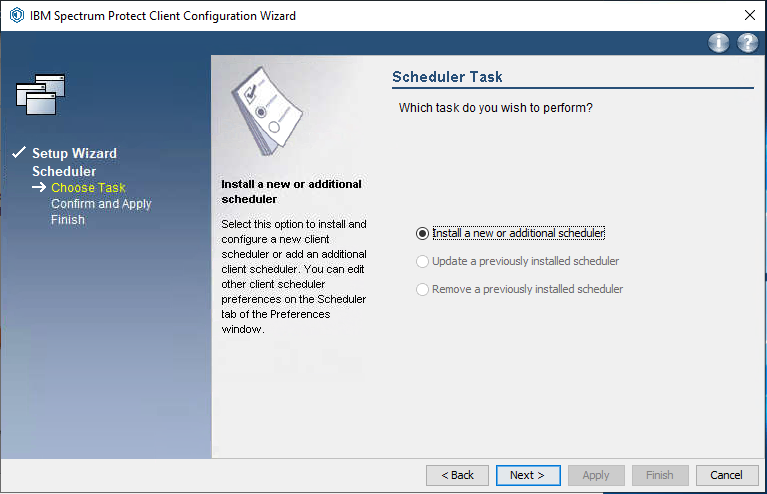 IBM Spectrum Protect Client Configuration Wizard
Setup Wizard
Scheduler
Choose Task
Confirm and Apply
Finish
Install a new or additional
scheduler
Select this option to install and
configure a new client
scheduler or add an additional
client scheduler. You can edit
other client scheduler
preferences on the Scheduler
tab of the Preferences
window.
Scheduler Task
Which task do you wish to perform?
Install a new or additional scheduler
Update a previously installed scheduler
Remove a previously installed scheduler
< Back
Next >
Apply
Finish
Cancel